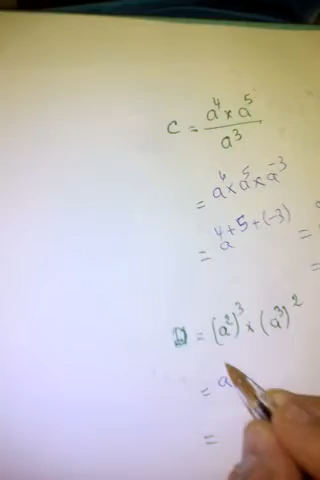 C = a⁴ × a⁵ / a³
= a⁴ × a⁵ × a⁻³
= a⁴⁺⁵⁺⁽⁻³⁾ =
=
D = (a²)³ × (a³)²
= a
=